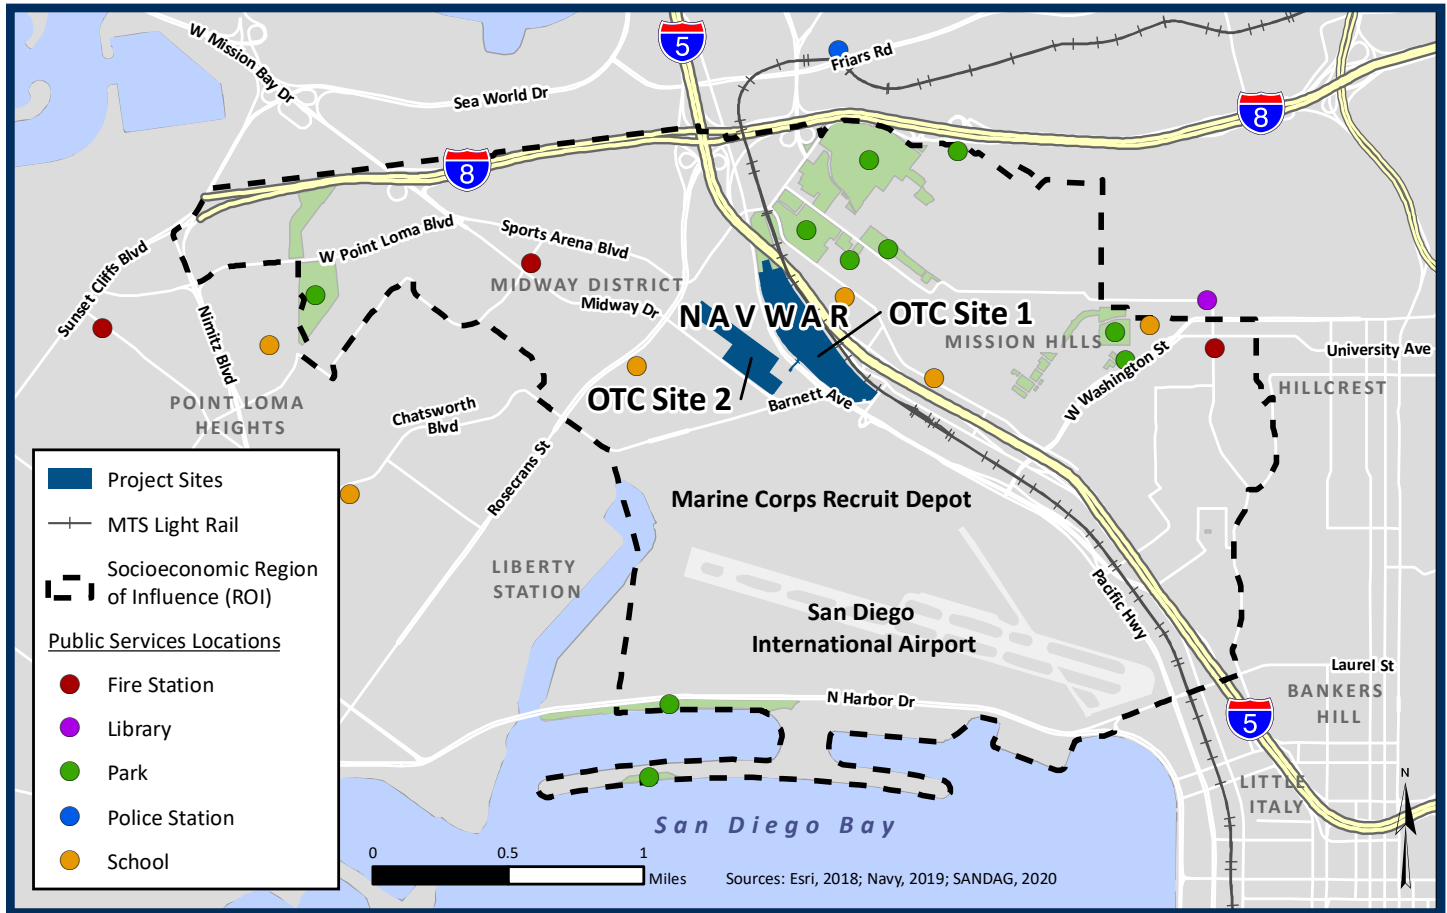 5
W Mission Bay Dr
Friars Rd
Sea World Dr
8
8
Sunset Cliffs Blvd
W Point Loma Blvd
Sports Arena Blvd
MIDWAY DISTRICT
Midway Dr
NAVWAR
OTC Site 1
MISSION HILLS
Nimitz Blvd
W Washington St
University Ave
HILLCREST
OTC Site 2
Barnett Ave
POINT LOMA
HEIGHTS
Chatsworth
Blvd
Rosecrans St
Marine Corps Recruit Depot
LIBERTY
STATION
San Diego
International Airport
Pacific Hwy
Laurel St
BANKERS
HILL
N Harbor Dr
5
LITTLE
ITALY
San Diego Bay
Project Sites
MTS Light Rail
Socioeconomic Region
of Influence (ROI)
Public Services Locations
Fire Station
Library
Park
Police Station
School
0 0.5 1
Miles
Sources: Esri, 2018; Navy, 2019; SANDAG, 2020
N